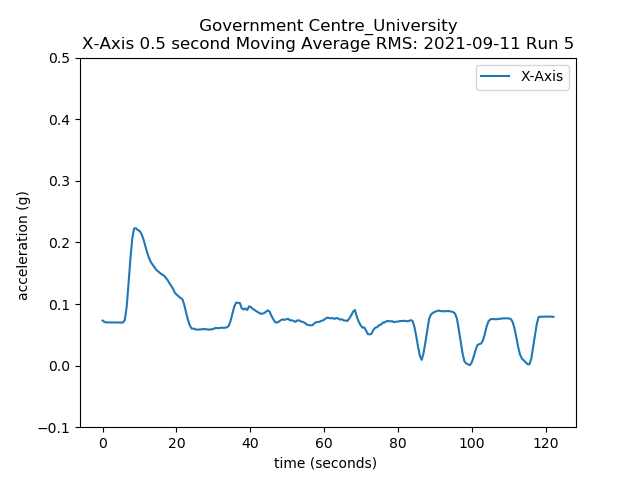 Government Centre_University
X-Axis 0.5 second Moving Average RMS: 2021-09-11 Run 5
X-Axis
0.5
0.4
0.3
0.2
0.1
0.0
−0.1
acceleration (g)
0 20 40 60 80 100 120
time (seconds)